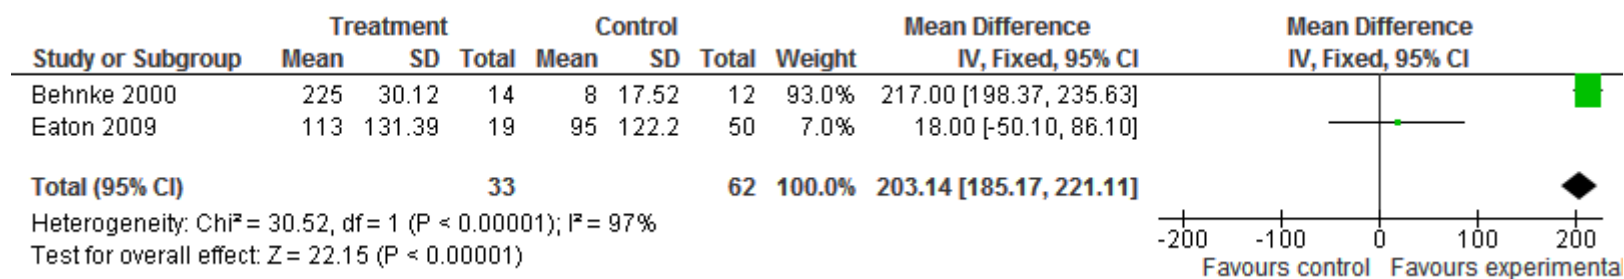 Treatment Control Mean Difference Mean Difference
Study or Subgroup Mean SD Total Mean SD Total Weight IV, Fixed, 95% CI IV, Fixed, 95% CI
Behnke 2000 225 30.12 14 8 17.52 12 93.0% 217.00 [198.37, 235.63]
Eaton 2009 113 131.39 19 95 122.2 50 7.0% 18.00 [-50.10, 86.10]
Total (95% CI) 33 62 100.0% 203.14 [185.17, 221.11]
Heterogeneity: Chi² = 30.52, df = 1 (P < 0.00001); I² = 97%
Test for overall effect: Z = 22.15 (P < 0.00001)
-200 -100 0 100 200
Favours control Favours experimental